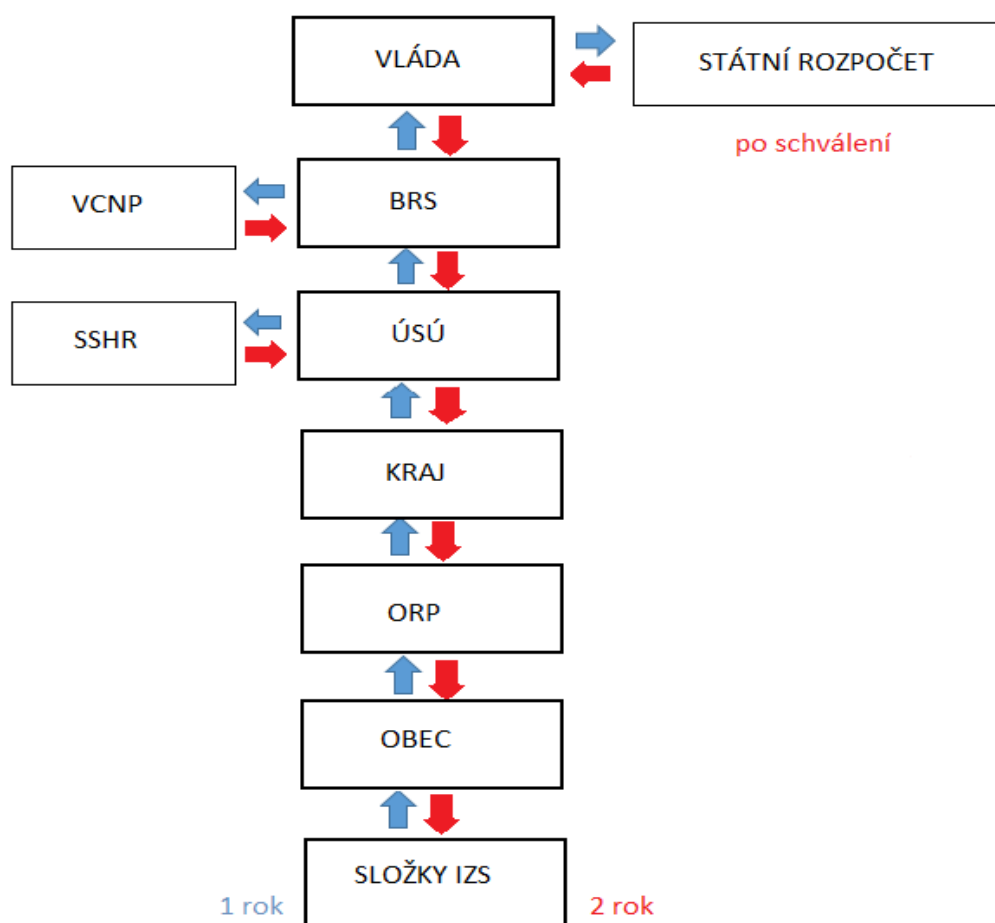 VLÁDA
STÁTNÍ ROZPOČET
po schválení
VCNP
BRS
SSHR
ÚSÚ
KRAJ
ORP
OBEC
SLOŽKY IZS
1 rok
2 rok